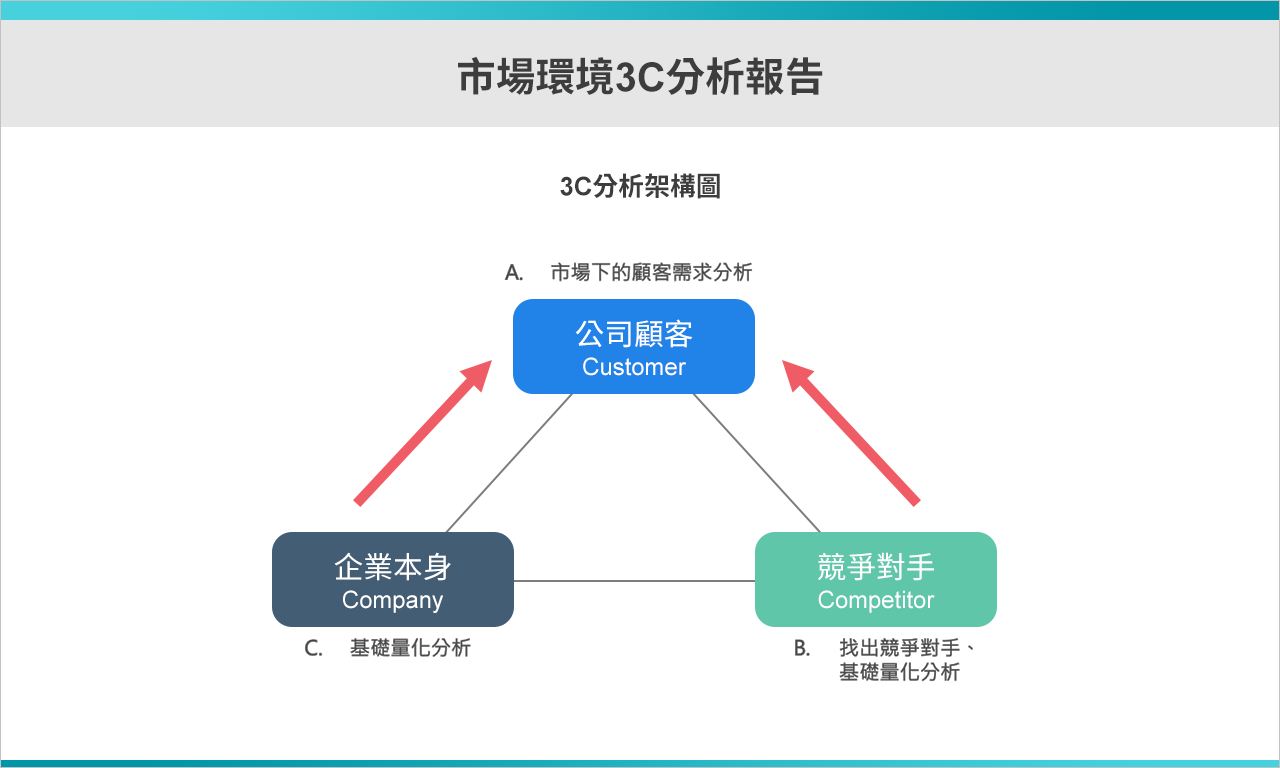 市場環境3C分析報告
3C分析架構圖
A. 市場下的顧客需求分析
公司顧客
Customer
企業本身
Company
C. 基礎量化分析
競爭對手
Competitor
B. 找出競爭對手、
基礎量化分析